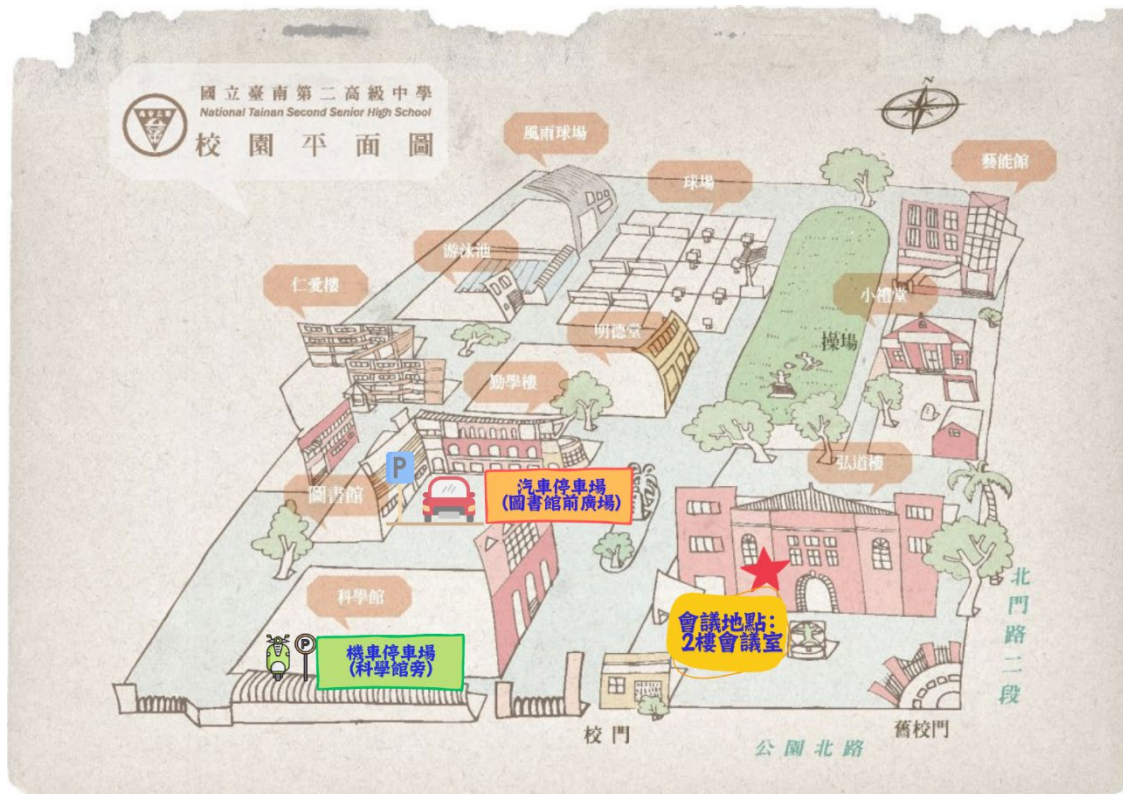 國立臺南第二高級中學
National Tainan Second Senior High School
校園平面圖
N
風雨球場
藝能館
球場
游泳池
仁愛樓
小禮堂
明德堂
操場
勤學樓
弘道樓
P
圖書館
汽車停車場
(圖書館前廣場)
科學館
會議地點:
2樓會議室
P
機車停車場
(科學館旁)
北門路二段
校門
舊校門
公園北路